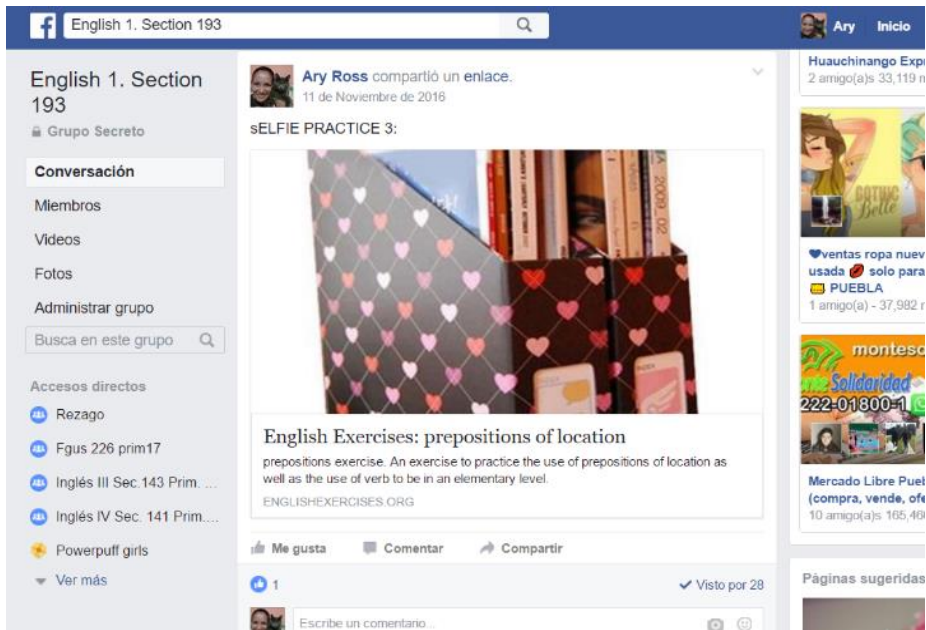 English 1. Section 193
Ary Inicio
English 1. Section
193
Grupo Secreto
Conversación
Miembros
Videos
Fotos
Administrar grupo
Busca en este grupo
Accesos directos
Rezago
Fgus 226 prim17
Inglés III Sec.143 Prim. ...
Inglés IV Sec. 141 Prim....
Powerpuff girls
Ver más
Ary Ross compartió un enlace.
11 de Noviembre de 2016
sELFIE PRACTICE 3:
2009_02
INDEX
INDEX
English Exercises: prepositions of location
prepositions exercise. An exercise to practice the use of prepositions of location as
well as the use of verb to be in an elementary level.
ENGLISHEXERCISES.ORG
Me gusta Comentar Compartir
1
Visto por 28
Escribe un comentario...
Huauchinango Exp
2 amigo(a)s 33,119
GOTHIC
Belle
ventas ropa nuev
usada solo para
PUEBLA
1 amigo(a) - 37,982
monteso
Solidaridad
222-01800-1
Mercado Libre Pueb
(compra, vende, ofe
10 amigo(a)s 165,46
Páginas sugeridas